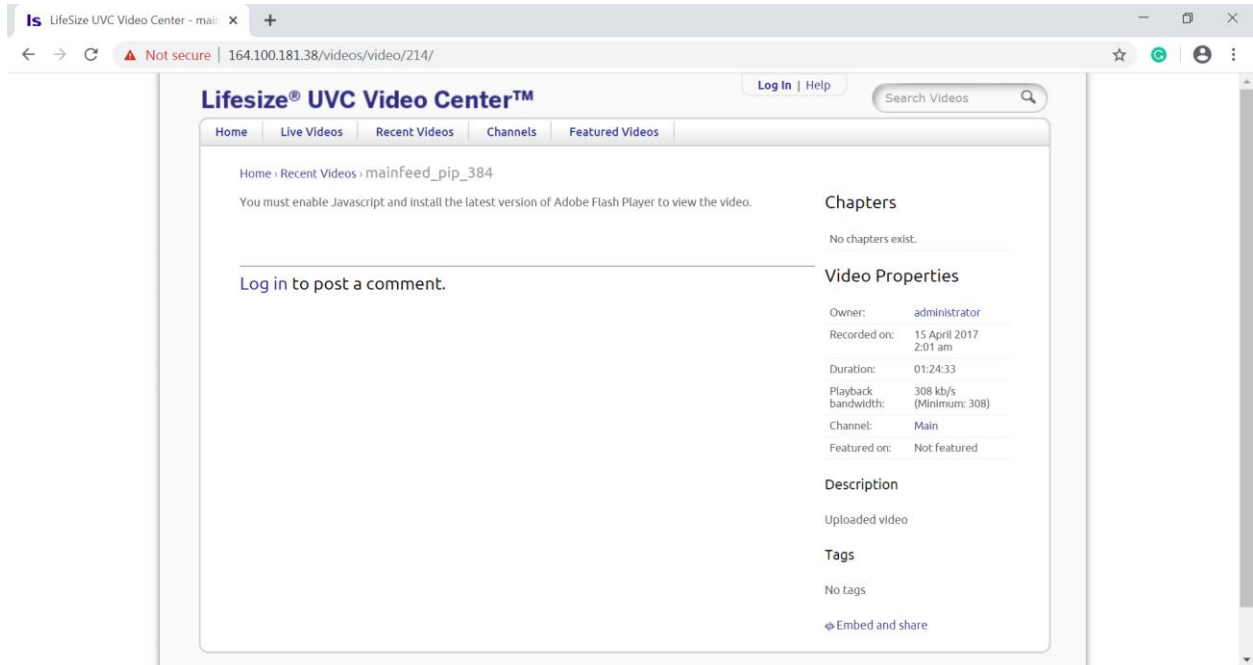 ls LifeSize UVC Video Center - main
Not secure | 164.100.181.38/videos/video/214/
Lifesize® UVC Video Center™
Log In | Help
Search Videos
Home Live Videos Recent Videos Channels Featured Videos
Home › Recent Videos › mainfeed_pip_384
You must enable Javascript and install the latest version of Adobe Flash Player to view the video.
Log in to post a comment.
Chapters
No chapters exist.
Video Properties
Owner: administrator
Recorded on: 15 April 2017
2:01 am
Duration: 01:24:33
Playback 308 kb/s
bandwidth: (Minimum: 308)
Channel: Main
Featured on: Not featured
Description
Uploaded video
Tags
No tags
Embed and share